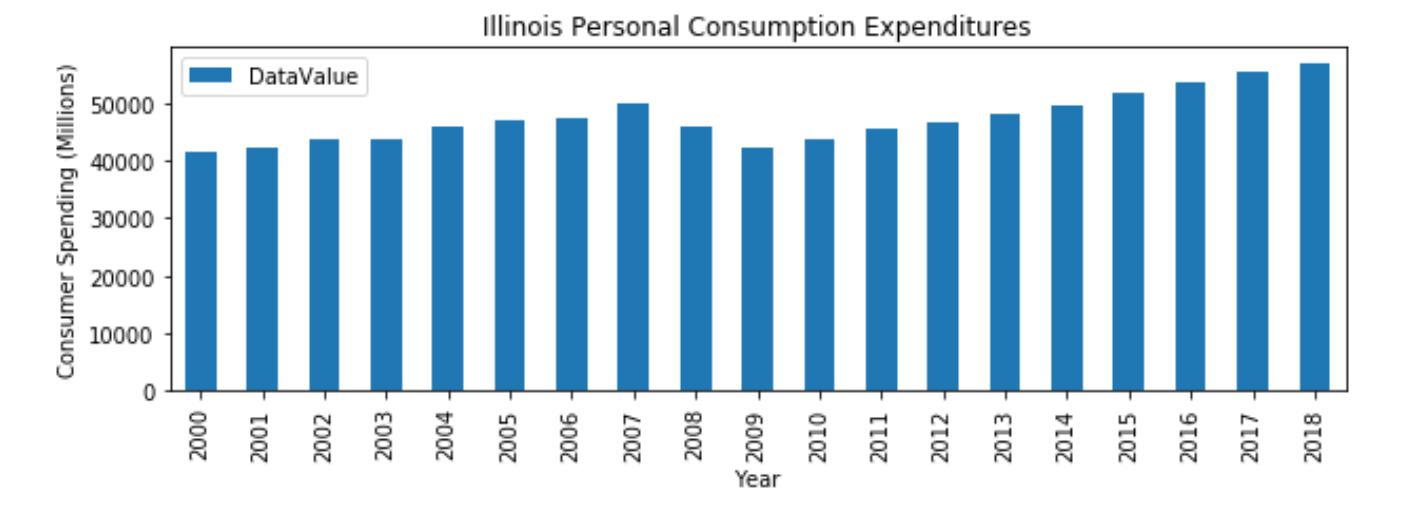 Illinois Personal Consumption Expenditures
DataValue
Consumer Spending (Millions)
50000
40000
30000
20000
10000
0
2000 2001 2002 2003 2004 2005 2006 2007 2008 2009 2010 2011 2012 2013 2014 2015 2016 2017 2018
Year